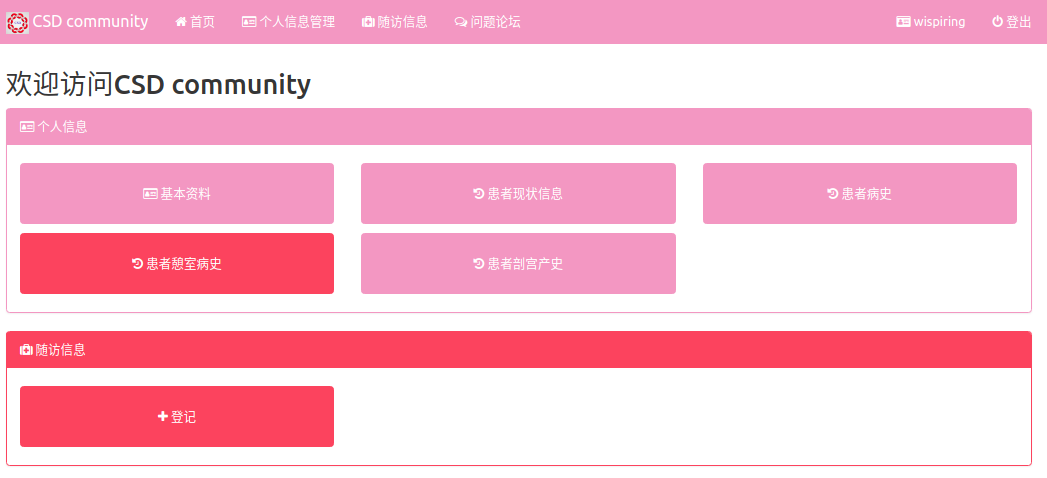 CSD community 首页 个人信息管理 随访信息 问题论坛 wispiring 登出
欢迎访问CSD community
个人信息
基本资料 患者现状信息 患者病史
患者憩室病史 患者剖宫产史
随访信息
登记